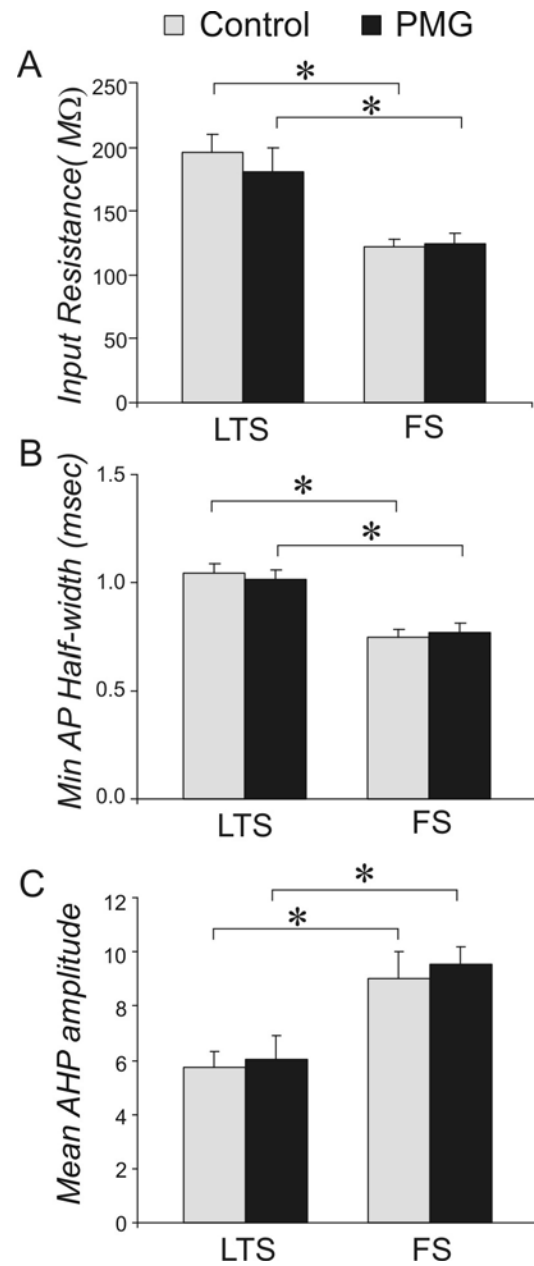 Control PMG
A
Input Resistance( MΩ)
250
200
150
100
50
0
* 
*
LTS FS
B
Min AP Half-width (msec)
1.5
1.0
0.5
0.0
*
*
LTS FS
C
Mean AHP amplitude
12
10
8
6
4
2
0
*
*
LTS FS